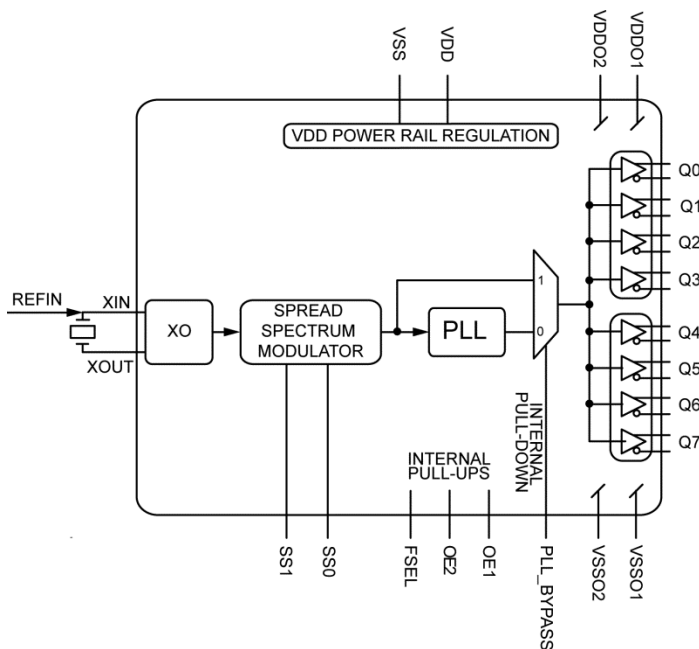 VSS
VDD
VDDO2
VDDO1
VDD POWER RAIL REGULATION
Q0
Q1
Q2
Q3
REFIN
XIN
XO
XOUT
SPREAD
SPECTRUM
MODULATOR
PLL
1
0
Q4
Q5
Q6
Q7
INTERNAL
PULL-UPS
INTERNAL
PULL-DOWN
SS1
SS0
FSEL
OE2
OE1
PLL_BYPASS
VSSO2
VSSO1